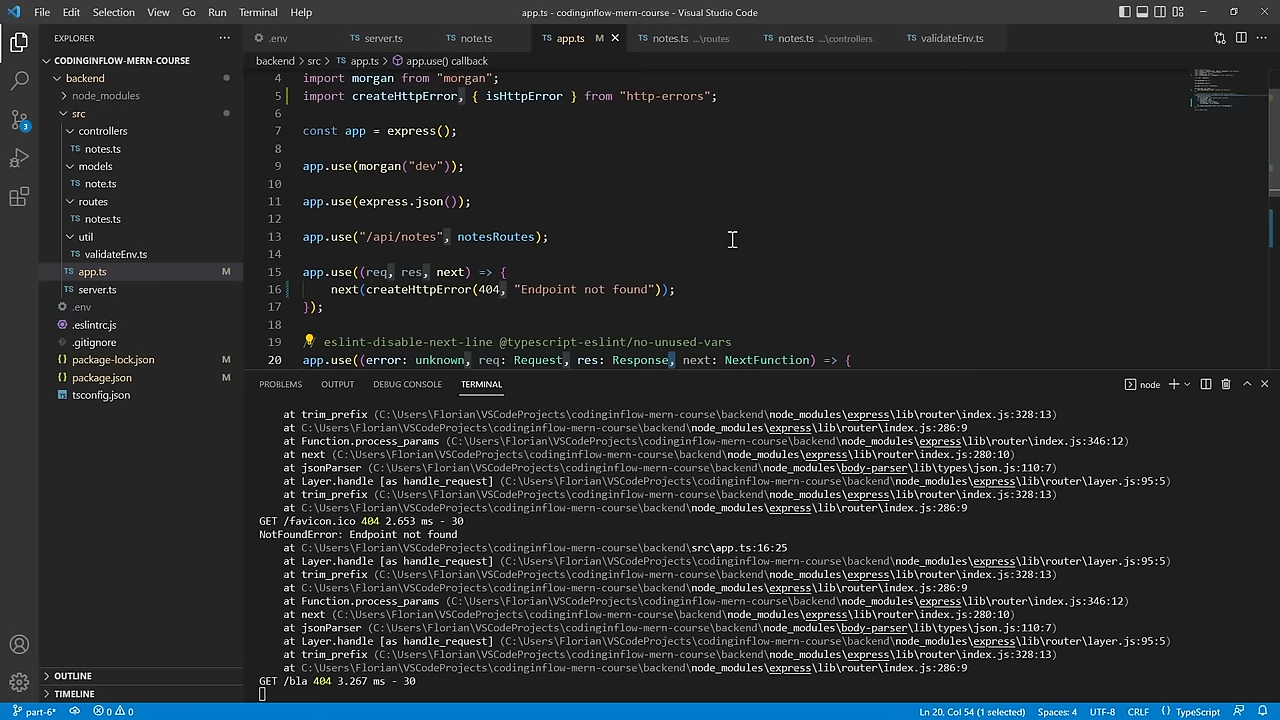 File Edit Selection View Go Run Terminal Help app.ts - codinginflow-mern-course - Visual Studio Code
EXPLORER ···
.env server.ts note.ts TS app.ts M notes.ts ...\routes notes.ts ...\controllers validateEnv.ts
CODINGINFLOW-MERN-COURSE
backend
node_modules
src
controllers
TS notes.ts
models
TS note.ts
routes
TS notes.ts
util
TS validateEnv.ts
TS app.ts M
TS server.ts
.env
.eslintrc.js
.gitignore
{} package-lock.json M
{} package.json M
tsconfig.json
OUTLINE
TIMELINE
backend > src > TS app.ts > app.use() callback
4 import morgan from "morgan";
5 import createHttpError, { isHttpError } from "http-errors";
6
7 const app = express();
8
9 app.use(morgan("dev"));
10
11 app.use(express.json());
12
13 app.use("/api/notes", notesRoutes);
14
15 app.use((req, res, next) => {
16 next(createHttpError(404, "Endpoint not found"));
17 });
18
19 eslint-disable-next-line @typescript-eslint/no-unused-vars
20 app.use((error: unknown, req: Request, res: Response, next: NextFunction) => {
PROBLEMS OUTPUT DEBUG CONSOLE TERMINAL node
at trim_prefix (C:\Users\Florian\VSCodeProjects\codinginflow-mern-course\backend\node_modules\express\lib\router\index.js:328:13)
at C:\Users\Florian\VSCodeProjects\codinginflow-mern-course\backend\node_modules\express\lib\router\index.js:286:9
at Function.process_params (C:\Users\Florian\VSCodeProjects\codinginflow-mern-course\backend\node_modules\express\lib\router\index.js:346:12)
at next (C:\Users\Florian\VSCodeProjects\codinginflow-mern-course\backend\node_modules\express\lib\router\index.js:280:10)
at jsonParser (C:\Users\Florian\VSCodeProjects\codinginflow-mern-course\backend\node_modules\body-parser\lib\types\json.js:110:7)
at Layer.handle [as handle_request] (C:\Users\Florian\VSCodeProjects\codinginflow-mern-course\backend\node_modules\express\lib\router\layer.js:95:5)
at trim_prefix (C:\Users\Florian\VSCodeProjects\codinginflow-mern-course\backend\node_modules\express\lib\router\index.js:328:13)
at C:\Users\Florian\VSCodeProjects\codinginflow-mern-course\backend\node_modules\express\lib\router\index.js:286:9
GET /favicon.ico 404 2.653 ms - 30
NotFoundError: Endpoint not found
at C:\Users\Florian\VSCodeProjects\codinginflow-mern-course\backend\src\app.ts:16:25
at Layer.handle [as handle_request] (C:\Users\Florian\VSCodeProjects\codinginflow-mern-course\backend\node_modules\express\lib\router\layer.js:95:5)
at trim_prefix (C:\Users\Florian\VSCodeProjects\codinginflow-mern-course\backend\node_modules\express\lib\router\index.js:328:13)
at C:\Users\Florian\VSCodeProjects\codinginflow-mern-course\backend\node_modules\express\lib\router\index.js:286:9
at Function.process_params (C:\Users\Florian\VSCodeProjects\codinginflow-mern-course\backend\node_modules\express\lib\router\index.js:346:12)
at next (C:\Users\Florian\VSCodeProjects\codinginflow-mern-course\backend\node_modules\express\lib\router\index.js:280:10)
at jsonParser (C:\Users\Florian\VSCodeProjects\codinginflow-mern-course\backend\node_modules\body-parser\lib\types\json.js:110:7)
at Layer.handle [as handle_request] (C:\Users\Florian\VSCodeProjects\codinginflow-mern-course\backend\node_modules\express\lib\router\layer.js:95:5)
at trim_prefix (C:\Users\Florian\VSCodeProjects\codinginflow-mern-course\backend\node_modules\express\lib\router\index.js:328:13)
at C:\Users\Florian\VSCodeProjects\codinginflow-mern-course\backend\node_modules\express\lib\router\index.js:286:9
GET /bla 404 3.267 ms - 30
part-6* 0 0 Ln 20, Col 54 (1 selected) Spaces: 4 UTF-8 CRLF {} TypeScript